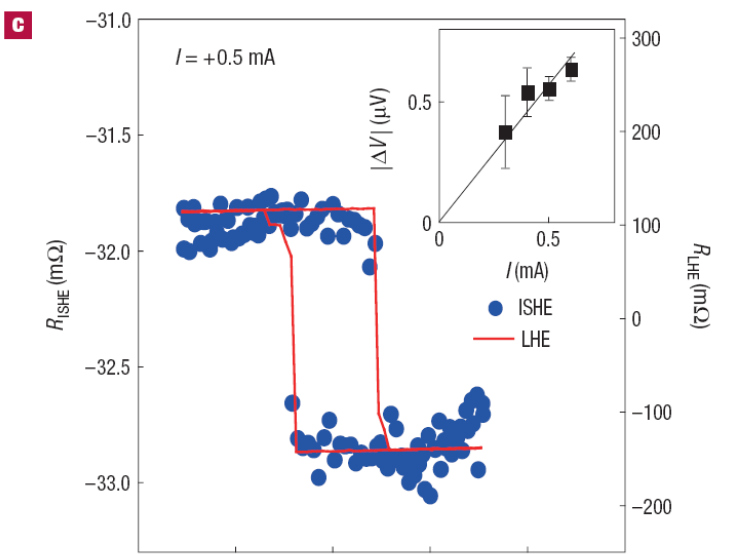 C
I = +0.5 mA
R_ISHE (mΩ)
−31.0
−31.5
−32.0
−32.5
−33.0
|ΔV| (μV)
0.5
0
0
0.5
I (mA)
ISHE
LHE
300
200
100
0
−100
−200
R_LHE (mΩ)